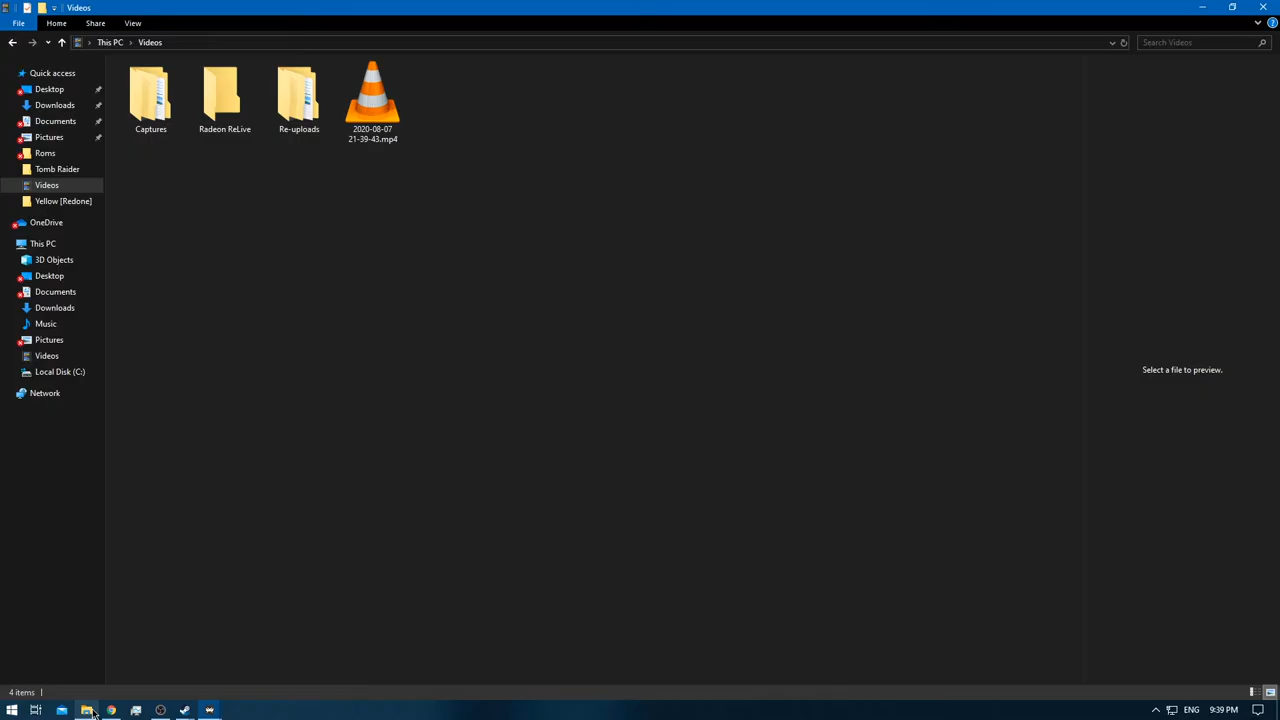 Videos
File Home Share View
This PC Videos Search Videos
Quick access
Desktop
Downloads
Documents
Pictures
Roms
Tomb Raider
Videos
Yellow [Redone]
OneDrive
This PC
3D Objects
Desktop
Documents
Downloads
Music
Pictures
Videos
Local Disk (C:)
Network
Captures
Radeon ReLive
Re-uploads
2020-08-07
21-39-43.mp4
Select a file to preview.
4 items
ENG 9:39 PM